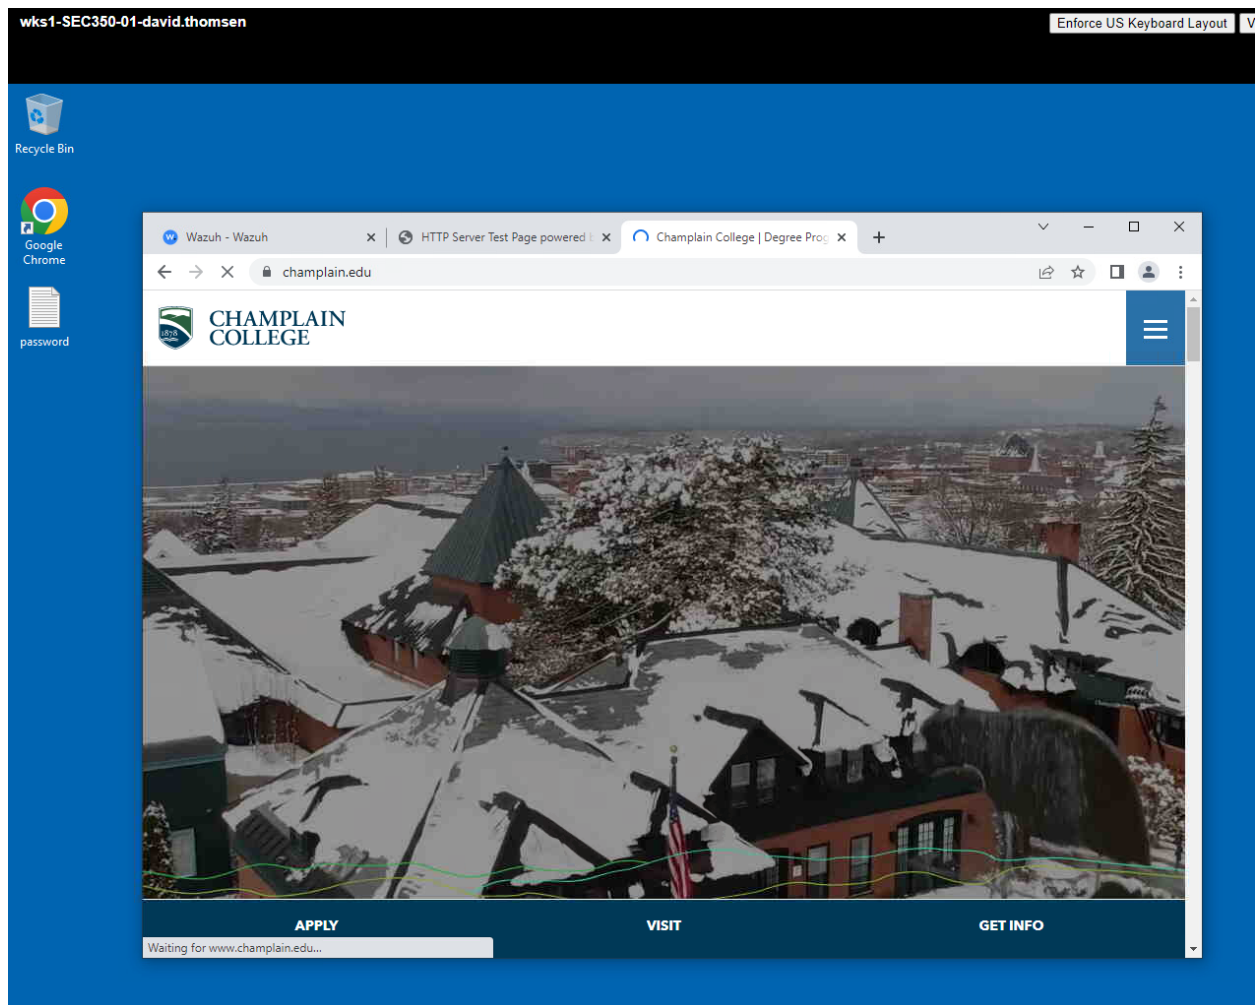 wks1-SEC350-01-david.thomsen
Enforce US Keyboard Layout
Recycle Bin
Google
Chrome
password
Wazuh - Wazuh
HTTP Server Test Page powered
Champlain College | Degree Prog
champlain.edu
1878
CHAMPLAIN
COLLEGE
APPLY
VISIT
GET INFO
Waiting for www.champlain.edu...